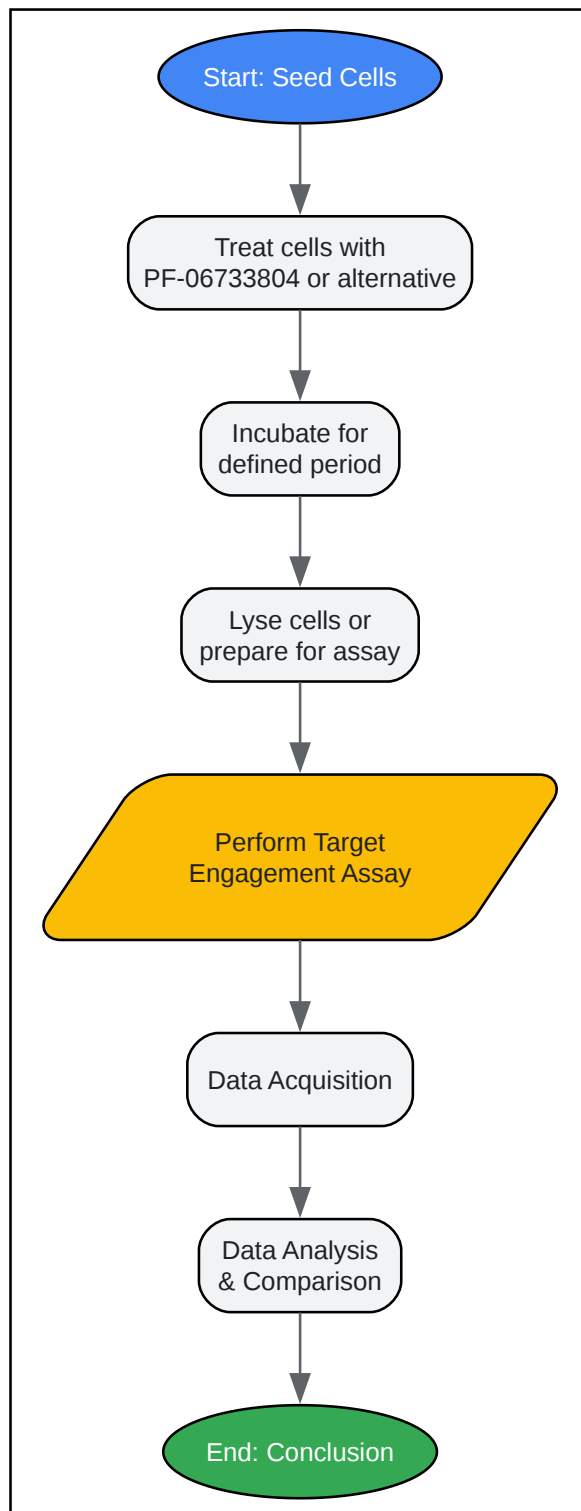 Start: Seed Cells
Treat cells with
PF-06733804 or alternative
Incubate for
defined period
Lyse cells or
prepare for assay
Perform Target
Engagement Assay
Data Acquisition
Data Analysis
& Comparison
End: Conclusion